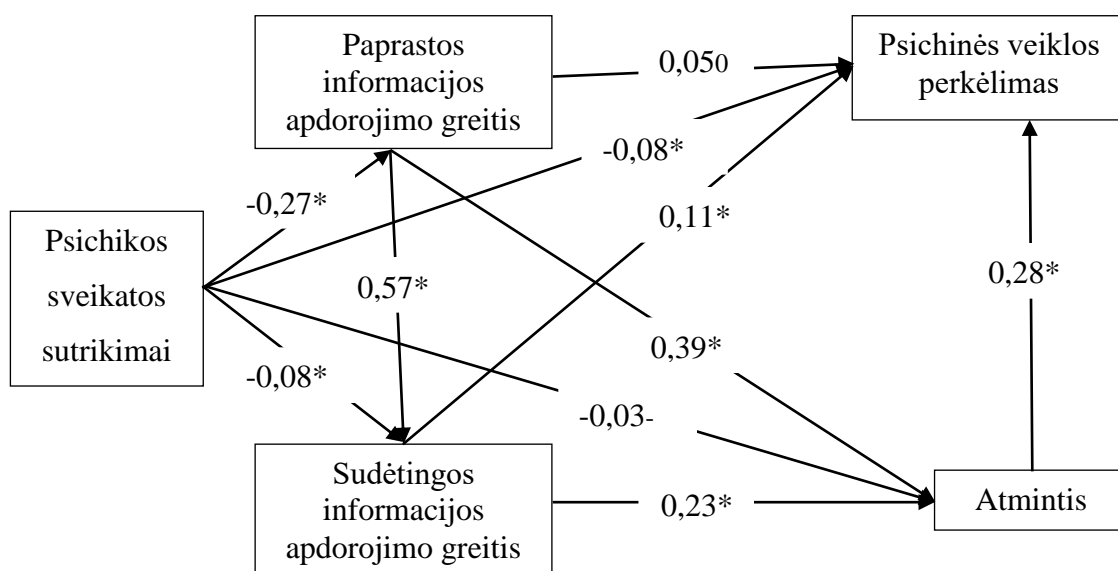 Paprastos
informacijos
apdorojimo greitis
Psichinės veiklos
perkėlimas
0,050
-0,08*
-0,27*
0,11*
Psichikos
sveikatos
sutrikimai
0,57*
0,28*
0,39*
-0,08*
-0,03-
Sudėtingos
informacijos
apdorojimo greitis
0,23*
Atmintis